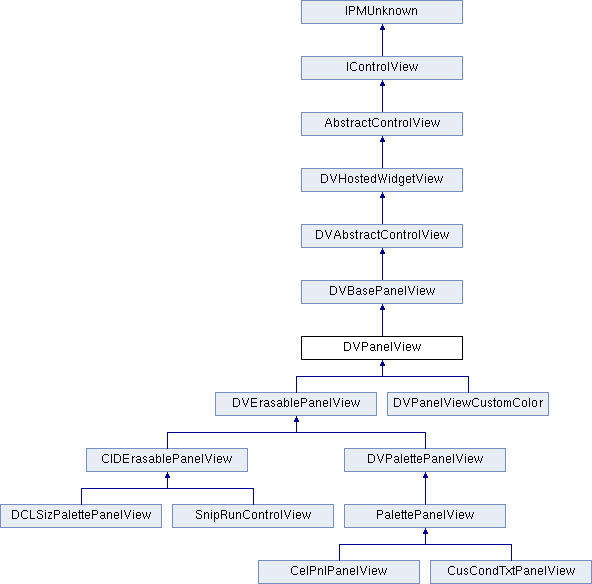 IPMUnknown
IControlView
AbstractControlView
DVHostedWidgetView
DVAbstractControlView
DVBasePanelView
DVPanelView
DVErasablePanelView
DVPanelViewCustomColor
CIDErasablePanelView
DVPalettePanelView
DCLSizPalettePanelView
SnipRunControlView
PalettePanelView
CelPnlPanelView
CusCondTxtPanelView